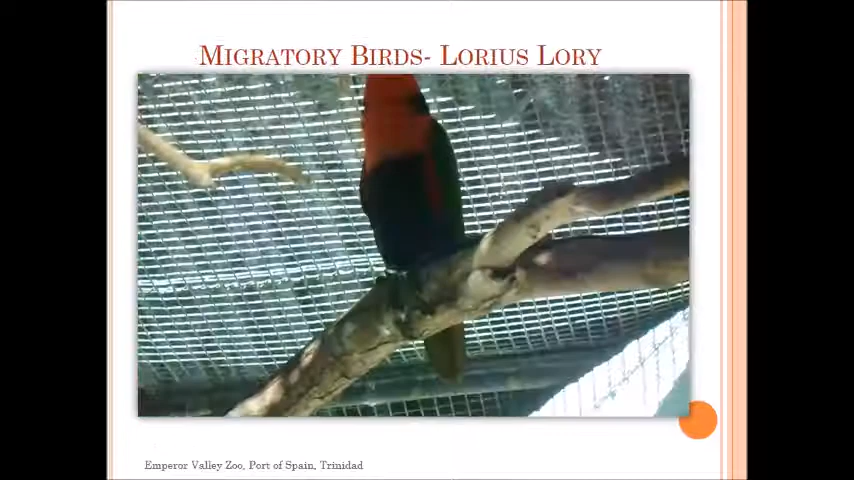 Migratory Birds- Lorius Lory
Emperor Valley Zoo, Port of Spain, Trinidad